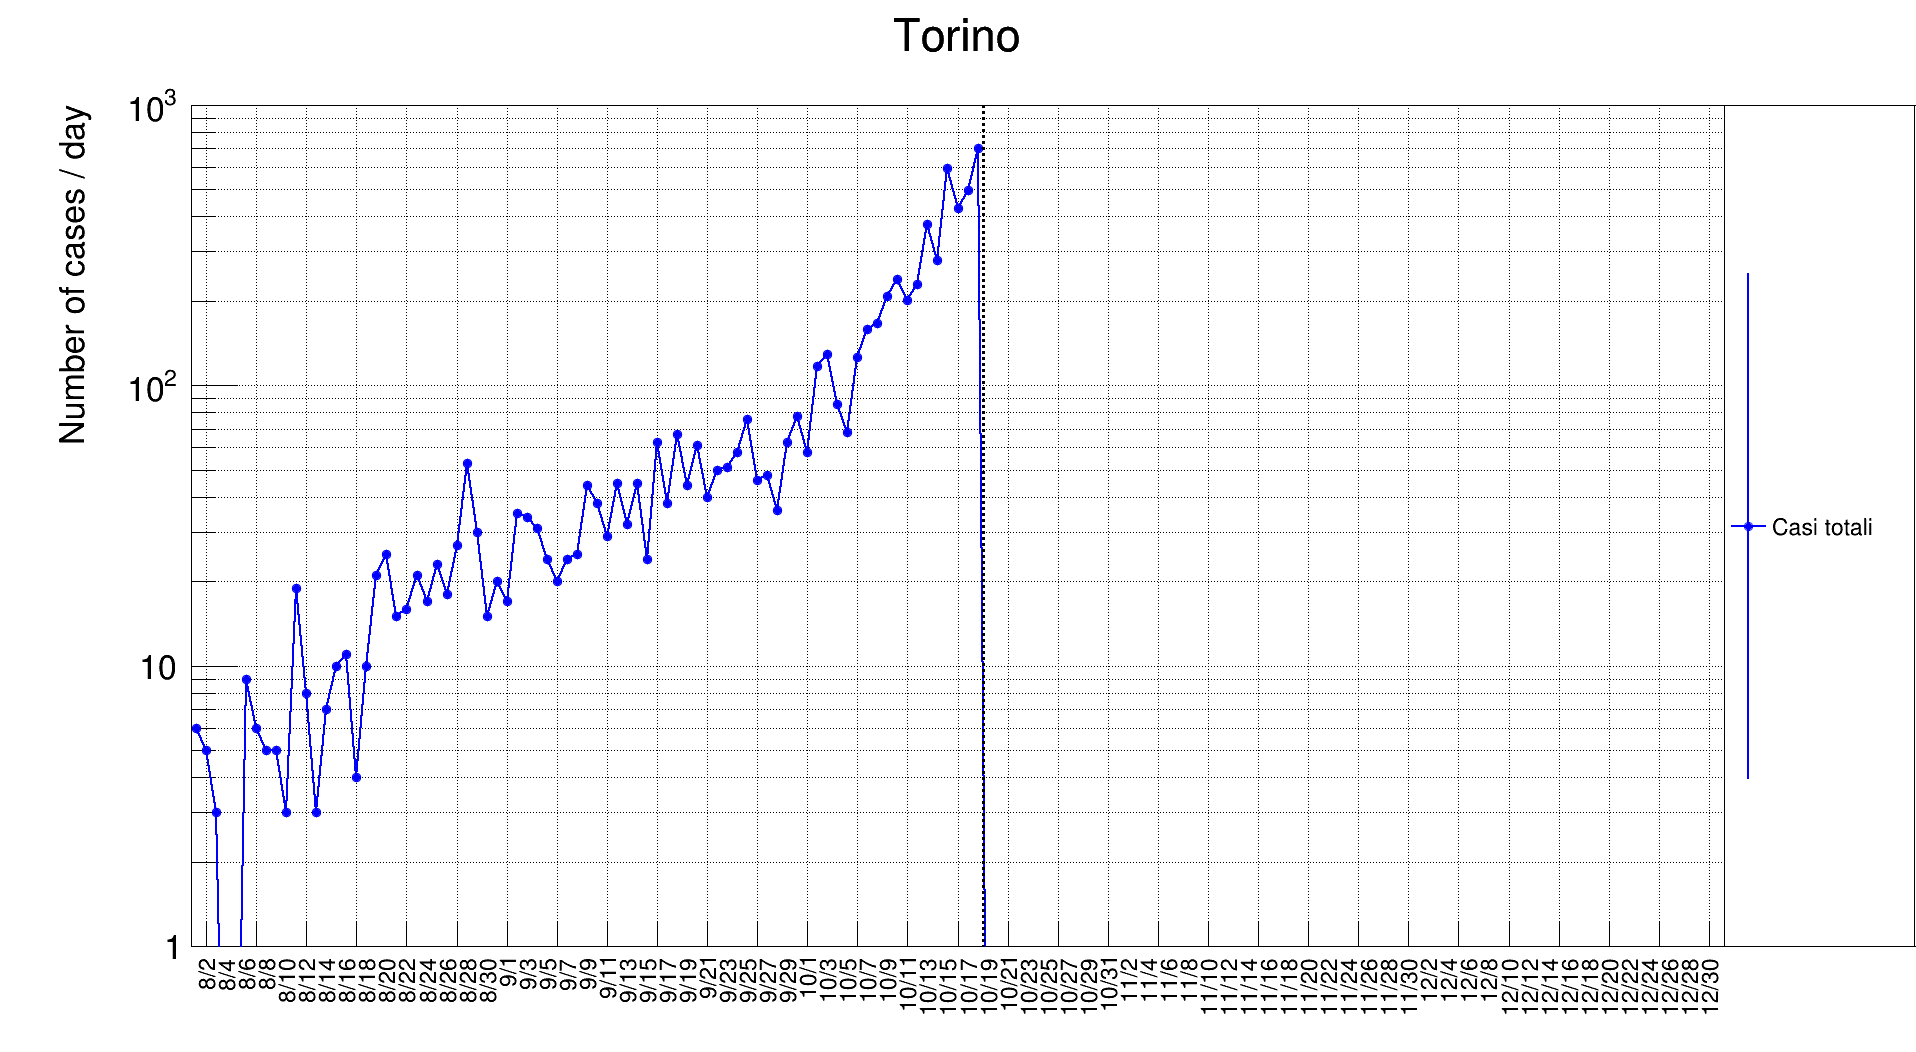 Torino
Number of cases / day
10³
10²
10
1
8/2 8/4 8/6 8/8 8/10 8/12 8/14 8/16 8/18 8/20 8/22 8/24 8/26 8/28 8/30 9/1 9/3 9/5 9/7 9/9 9/11 9/13 9/15 9/17 9/19 9/21 9/23 9/25 9/27 9/29 10/1 10/3 10/5 10/7 10/9 10/11 10/13 10/15 10/17 10/19 10/21 10/23 10/25 10/27 10/29 10/31 11/2 11/4 11/6 11/8 11/10 11/12 11/14 11/16 11/18 11/20 11/22 11/24 11/26 11/28 11/30 12/2 12/4 12/6 12/8 12/10 12/12 12/14 12/16 12/18 12/20 12/22 12/24 12/26 12/28 12/30
Casi totali